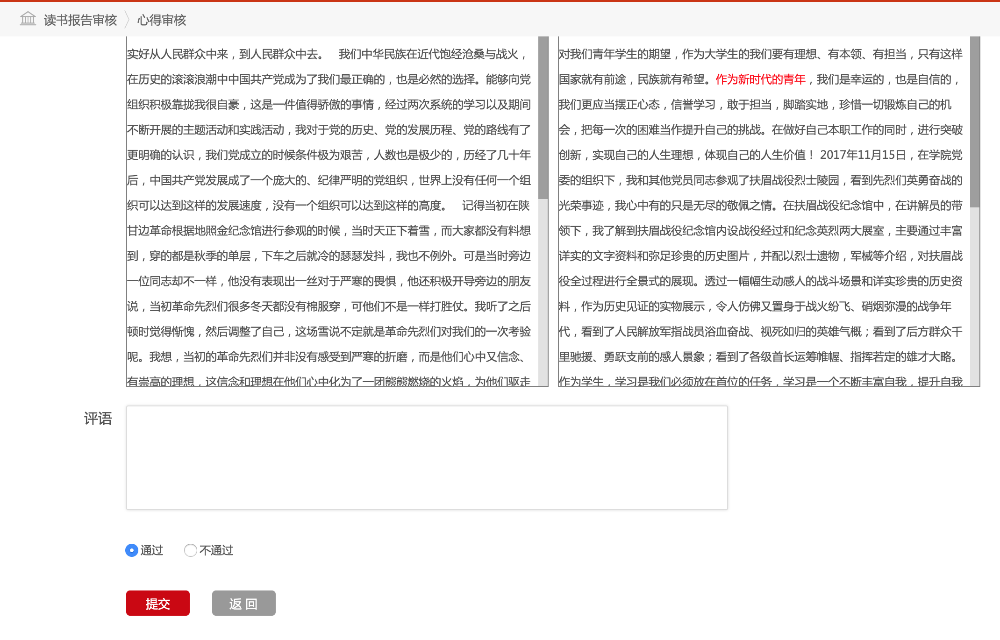 读书报告审核
心得审核
实好从人民群众中来，到人民群众中去。 我们中华民族在近代饱经沧桑与战火，
在历史的滚滚浪潮中中国共产党成为了我们最正确的，也是必然的选择。能够向党
组织积极靠拢我很自豪，这是一件值得骄傲的事情，经过两次系统的学习以及期间
不断开展的主题活动和实践活动，我对于党的历史、党的发展历程、党的路线有了
更明确的认识，我们党成立的时候条件极为艰苦，人数也是极少的，历经了几十年
后，中国共产党发展成了一个庞大的、纪律严明的党组织，世界上没有任何一个组
织可以达到这样的发展速度，没有一个组织可以达到这样的高度。 记得当初在陕
甘边革命根据地照金纪念馆进行参观的时候，当时天正下着雪，而大家都没有料想
到，穿的都是秋季的单层，下车之后就冷的瑟瑟发抖，我也不例外。可是当时旁边
一位同志却不一样，他没有表现出一丝对于严寒的畏惧，他还积极开导旁边的朋友
说，当初革命先烈们很多冬天都没有棉服穿，可他们不是一样打胜仗。我听了之后
顿时觉得惭愧，然后调整了自己，这场雪说不定就是革命先烈们对我们的一次考验
呢。我想，当初的革命先烈们并非没有感受到严寒的折磨，而是他们心中又信念、
有崇高的理想，这信念和理想在他们心中化为了一团熊熊燃烧的火焰，为他们驱走
对我们青年学生的期望，作为大学生的我们要有理想、有本领、有担当，只有这样
国家就有前途，民族就有希望。作为新时代的青年，我们是幸运的，也是自信的，
我们更应当摆正心态，信誉学习，敢于担当，脚踏实地，珍惜一切锻炼自己的机
会，把每一次的困难当作提升自己的挑战。在做好自己本职工作的同时，进行突破
创新，实现自己的人生理想，体现自己的人生价值！ 2017年11月15日，在学院党
委的组织下，我和其他党员同志参观了扶眉战役烈士陵园，看到先烈们英勇奋战的
光荣事迹，我心中有的只是无尽的敬佩之情。在扶眉战役纪念馆中，在讲解员的带
领下，我了解到扶眉战役纪念馆内设战役经过和纪念英烈两大展室，主要通过丰富
详实的文字资料和弥足珍贵的历史图片，并配以烈士遗物，军械等介绍，对扶眉战
役全过程进行全景式的展现。透过一幅幅生动感人的战斗场景和详实珍贵的历史资
料，作为历史见证的实物展示，令人仿佛又置身于战火纷飞、硝烟弥漫的战争年
代，看到了人民解放军指战员浴血奋战、视死如归的英雄气概；看到了后方群众千
里驰援、勇跃支前的感人景象；看到了各级首长运筹帷幄、指挥若定的雄才大略。
作为学生，学习是我们必须放在首位的任务，学习是一个不断丰富自我，提升自我
评语
通过
不通过
提交
返 回